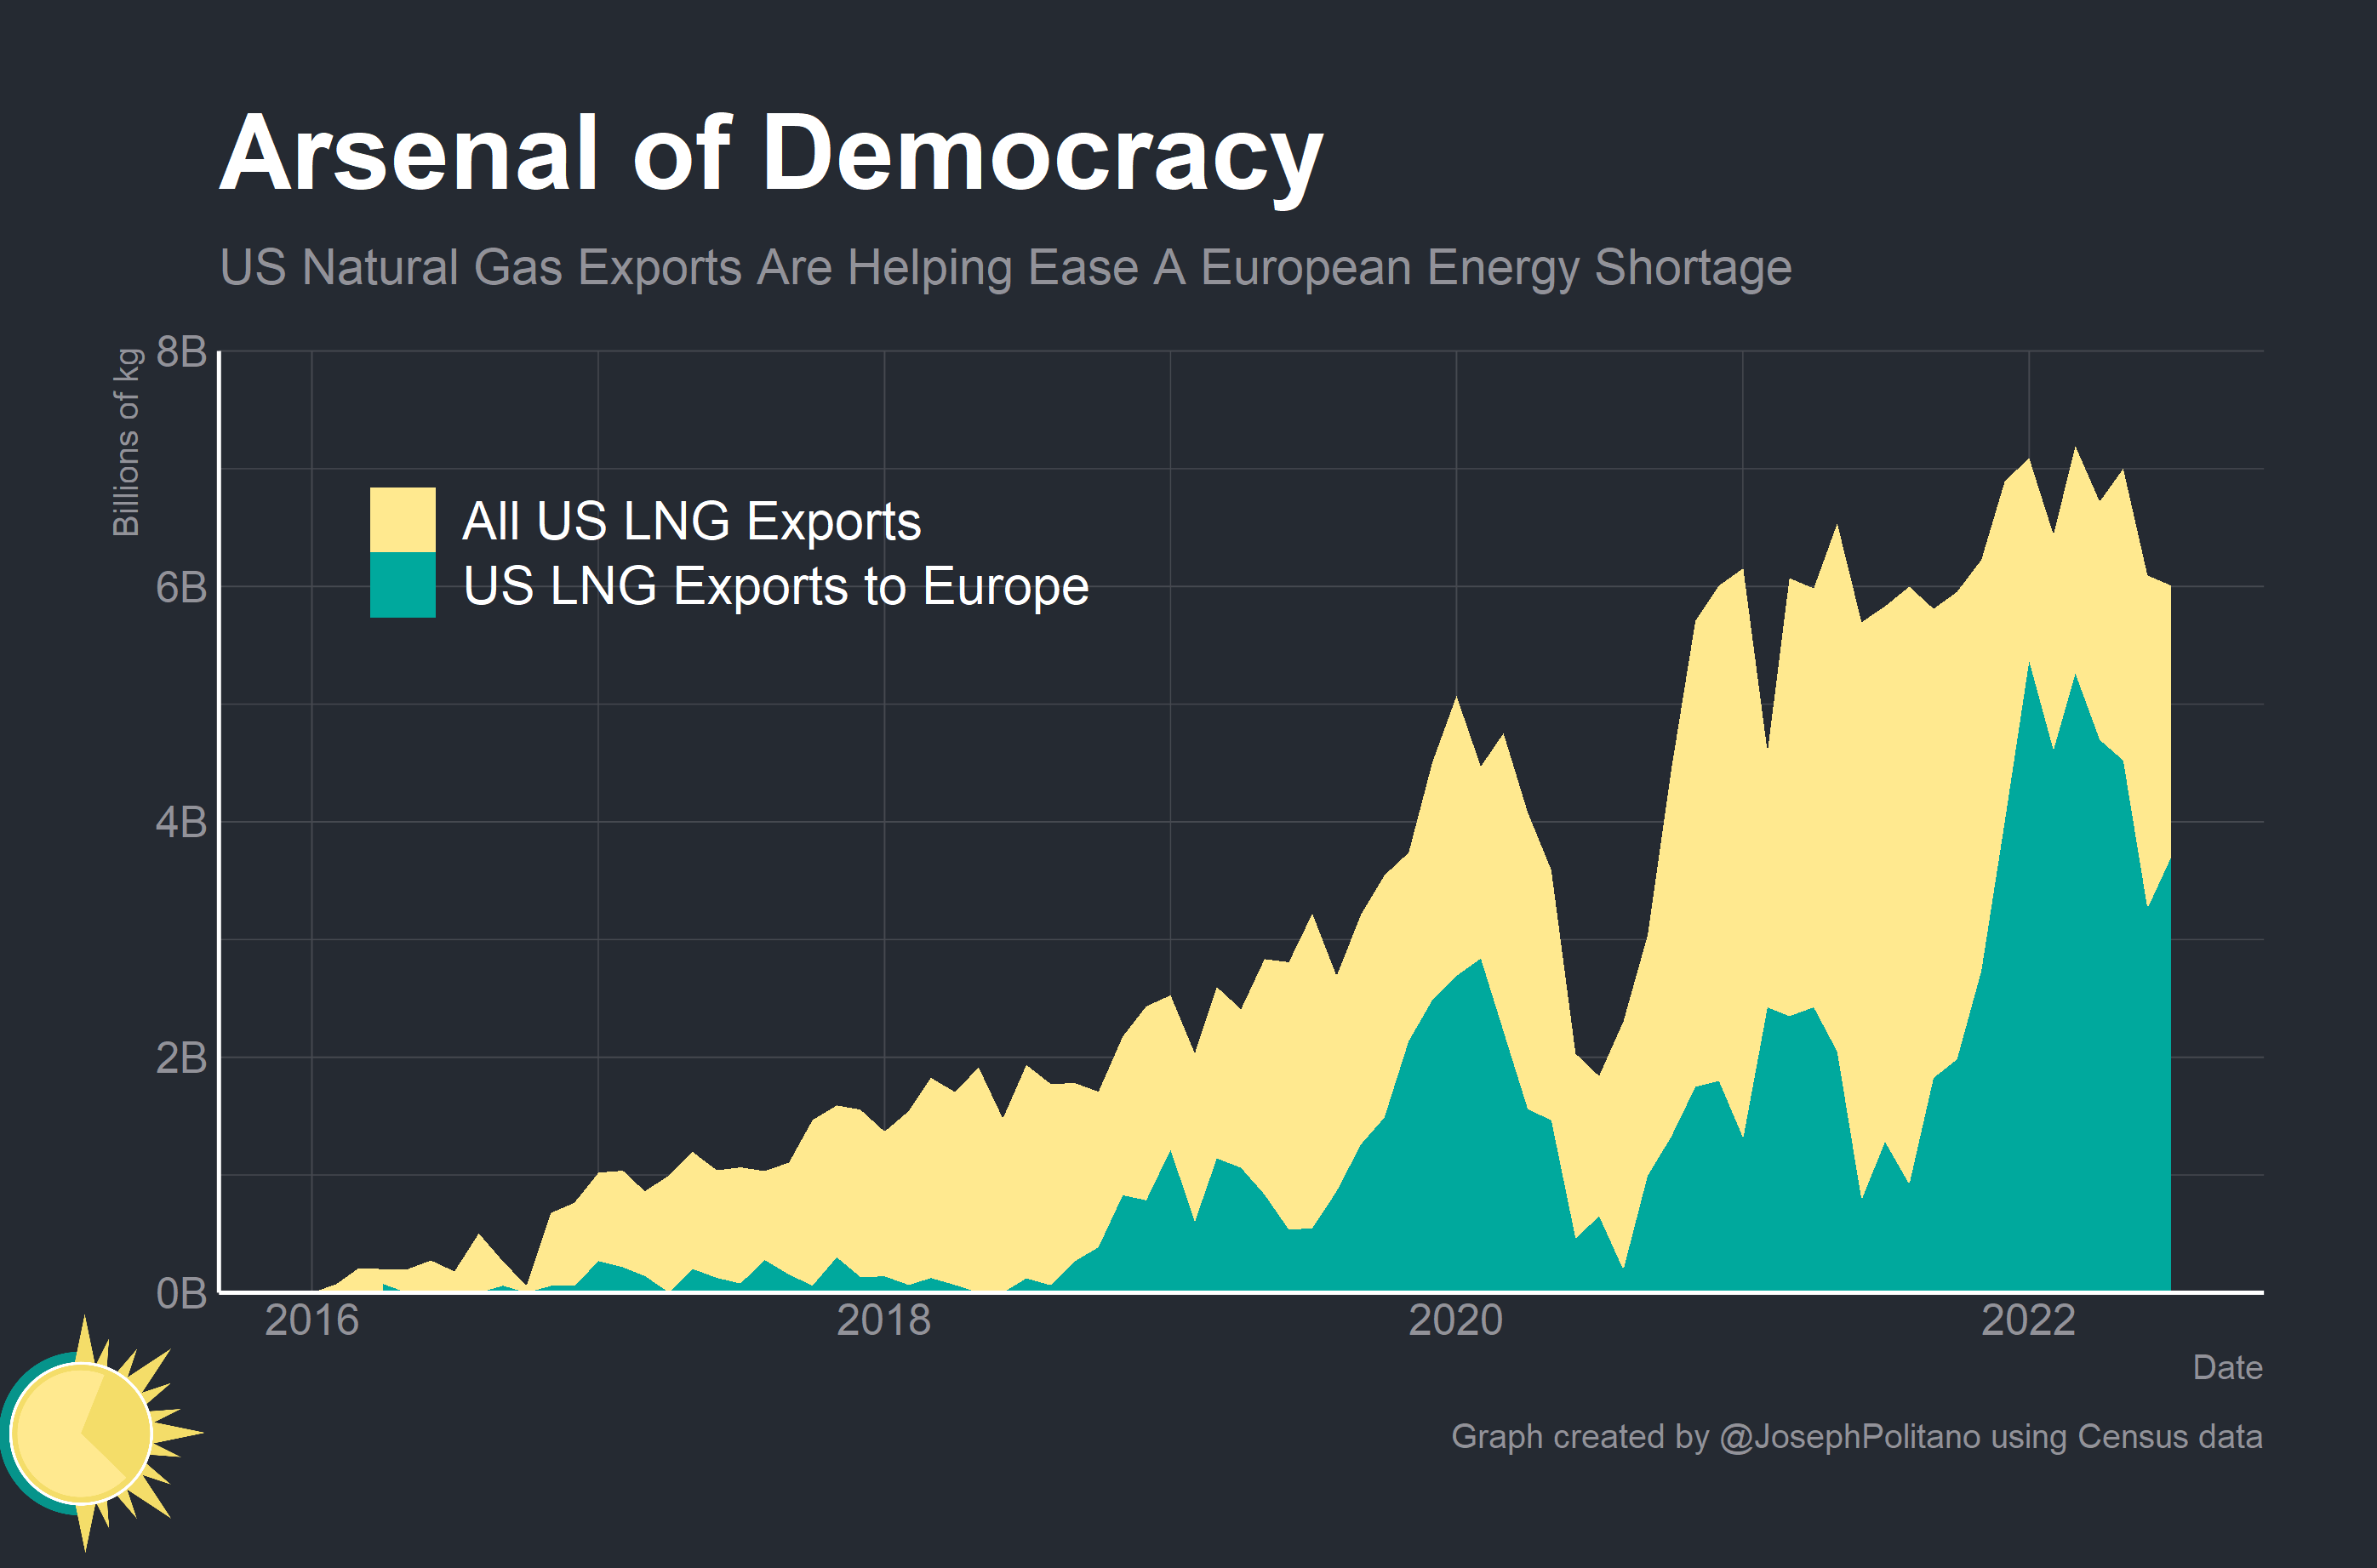 Arsenal of Democracy
US Natural Gas Exports Are Helping Ease A European Energy Shortage
Billions of kg
8B
All US LNG Exports
US LNG Exports to Europe
6B
4B
2B
0B
2016
2018
2020
2022
Date
Graph created by @JosephPolitano using Census data